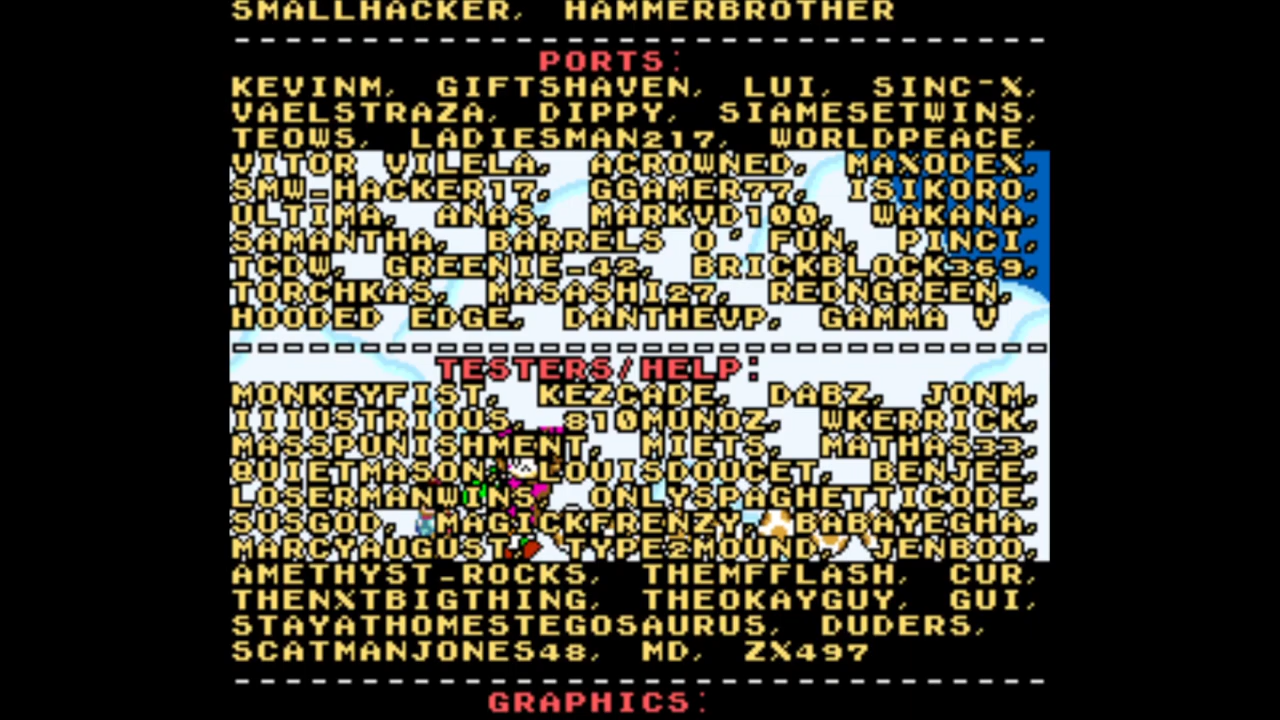 SMALLHACKER, HAMMERBROTHER
--------------------------------
PORTS:
KEVINM, GIFTSHAVEN, LUI, SINC-X,
VAELSTRAZA, DIPPY, SIAMESETWINS,
TEOWS, LADIESMAN217, WORLDPEACE,
VITOR VILELA, ACROWNED, MAXODEX,
SMW-HACKER17, GGAMER77, ISIKORO,
ULTIMA, ANAS, MARKVD100, WAKANA,
SAMANTHA, BARRELS O' FUN, PINCI,
TCDW, GREENIE-42, BRICKBLOCK369,
TORCHKAS, MASASHI27, REDNGREEN,
HOODED EDGE, DANTHEVP, GAMMA V
--------------------------------
TESTERS/HELP:
MONKEYFIST, KEZCADE, DABZ, JONM,
IIIUSTRIOUS, 810MUNOZ, WKERRICK,
MASSPUNISHMENT, MIETS, MATHAS33,
QUIETMASON, LOUISDOUCET, BENJEE,
LOSERMANWINS, ONLYSPAGHETTICODE,
SUSGOD, MAGICKFRENZY, BABAYEGHA,
MARCYAUGUST, TYPE2MOUND, JENBOO,
AMETHYST-ROCKS, THEMFFLASH, CUR,
THENXTBIGTHING, THEOKAYGUY, GUI,
STAYATHOMESTEGOSAURUS, DUDERS,
SCATMANJONES48, MD, ZX497
--------------------------------
GRAPHICS: